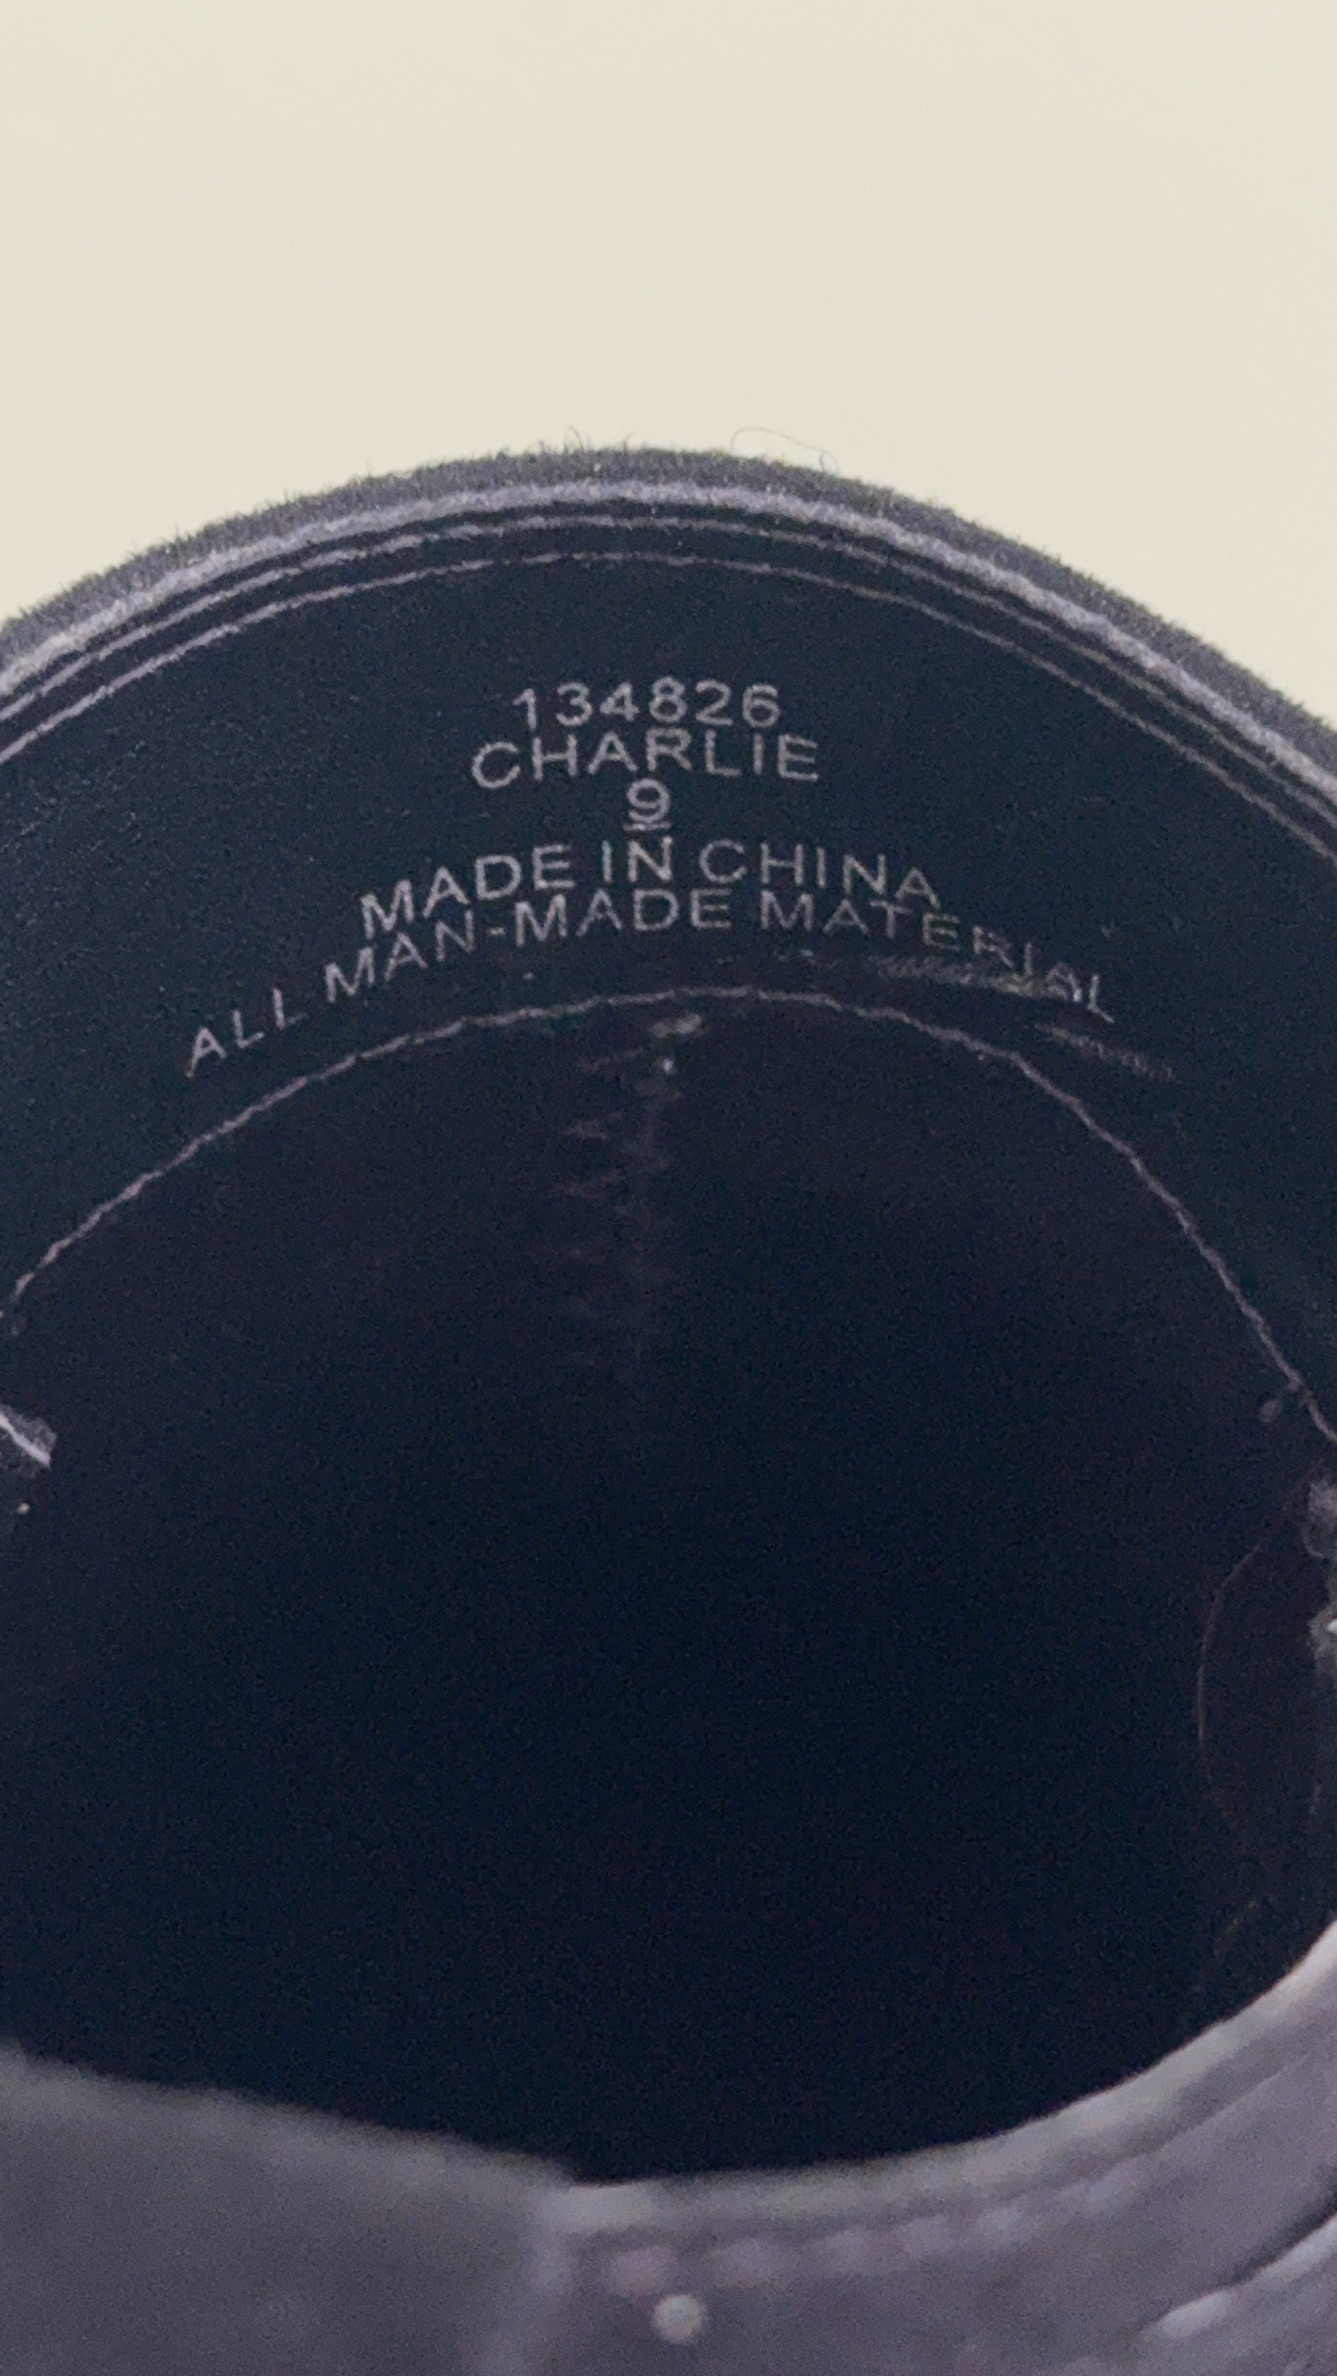 134826
CHARLIE
9
MADE IN CHINA
ALL MAN-MADE MATERIAL